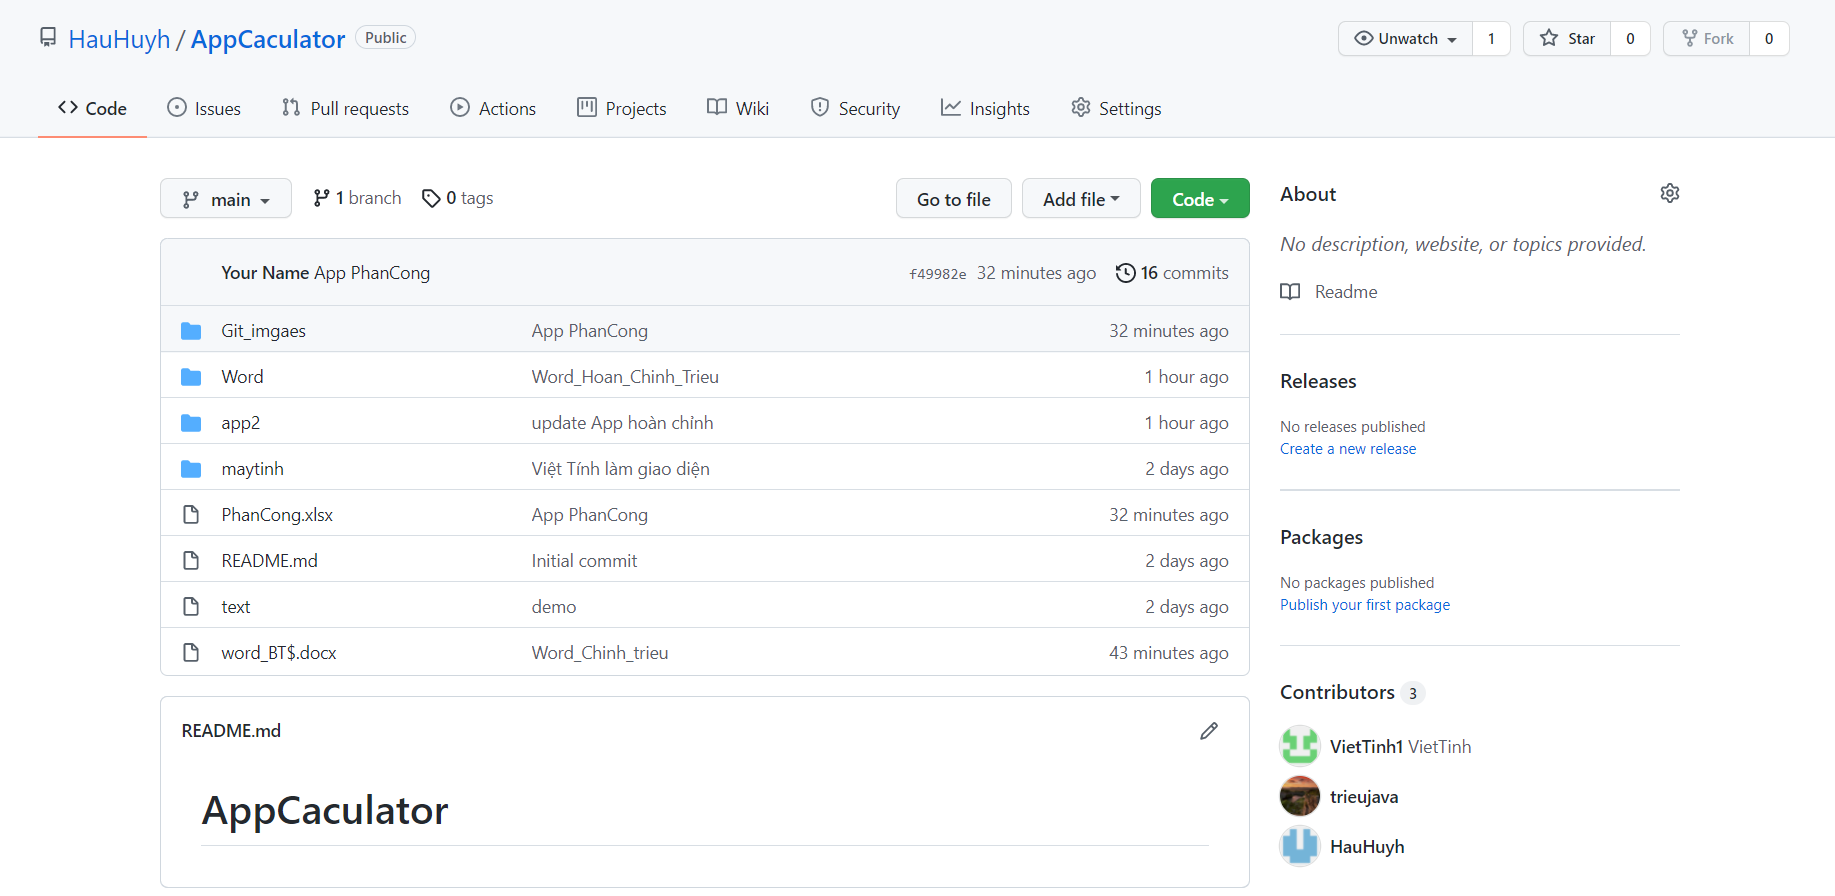 HauHuyh / AppCaculator Public
Unwatch 1 Star 0 Fork 0
Code Issues Pull requests Actions Projects Wiki Security Insights Settings
main 1 branch 0 tags Go to file Add file Code
Your Name App PhanCong f49982e 32 minutes ago 16 commits
Git_imgaes App PhanCong 32 minutes ago
Word Word_Hoan_Chinh_Trieu 1 hour ago
app2 update App hoàn chỉnh 1 hour ago
maytinh Việt Tính làm giao diện 2 days ago
PhanCong.xlsx App PhanCong 32 minutes ago
README.md Initial commit 2 days ago
text demo 2 days ago
word_BT$.docx Word_Chinh_trieu 43 minutes ago
README.md
AppCaculator
About
No description, website, or topics provided.
Readme
Releases
No releases published
Create a new release
Packages
No packages published
Publish your first package
Contributors 3
VietTinh1 VietTinh
trieujava
HauHuyh